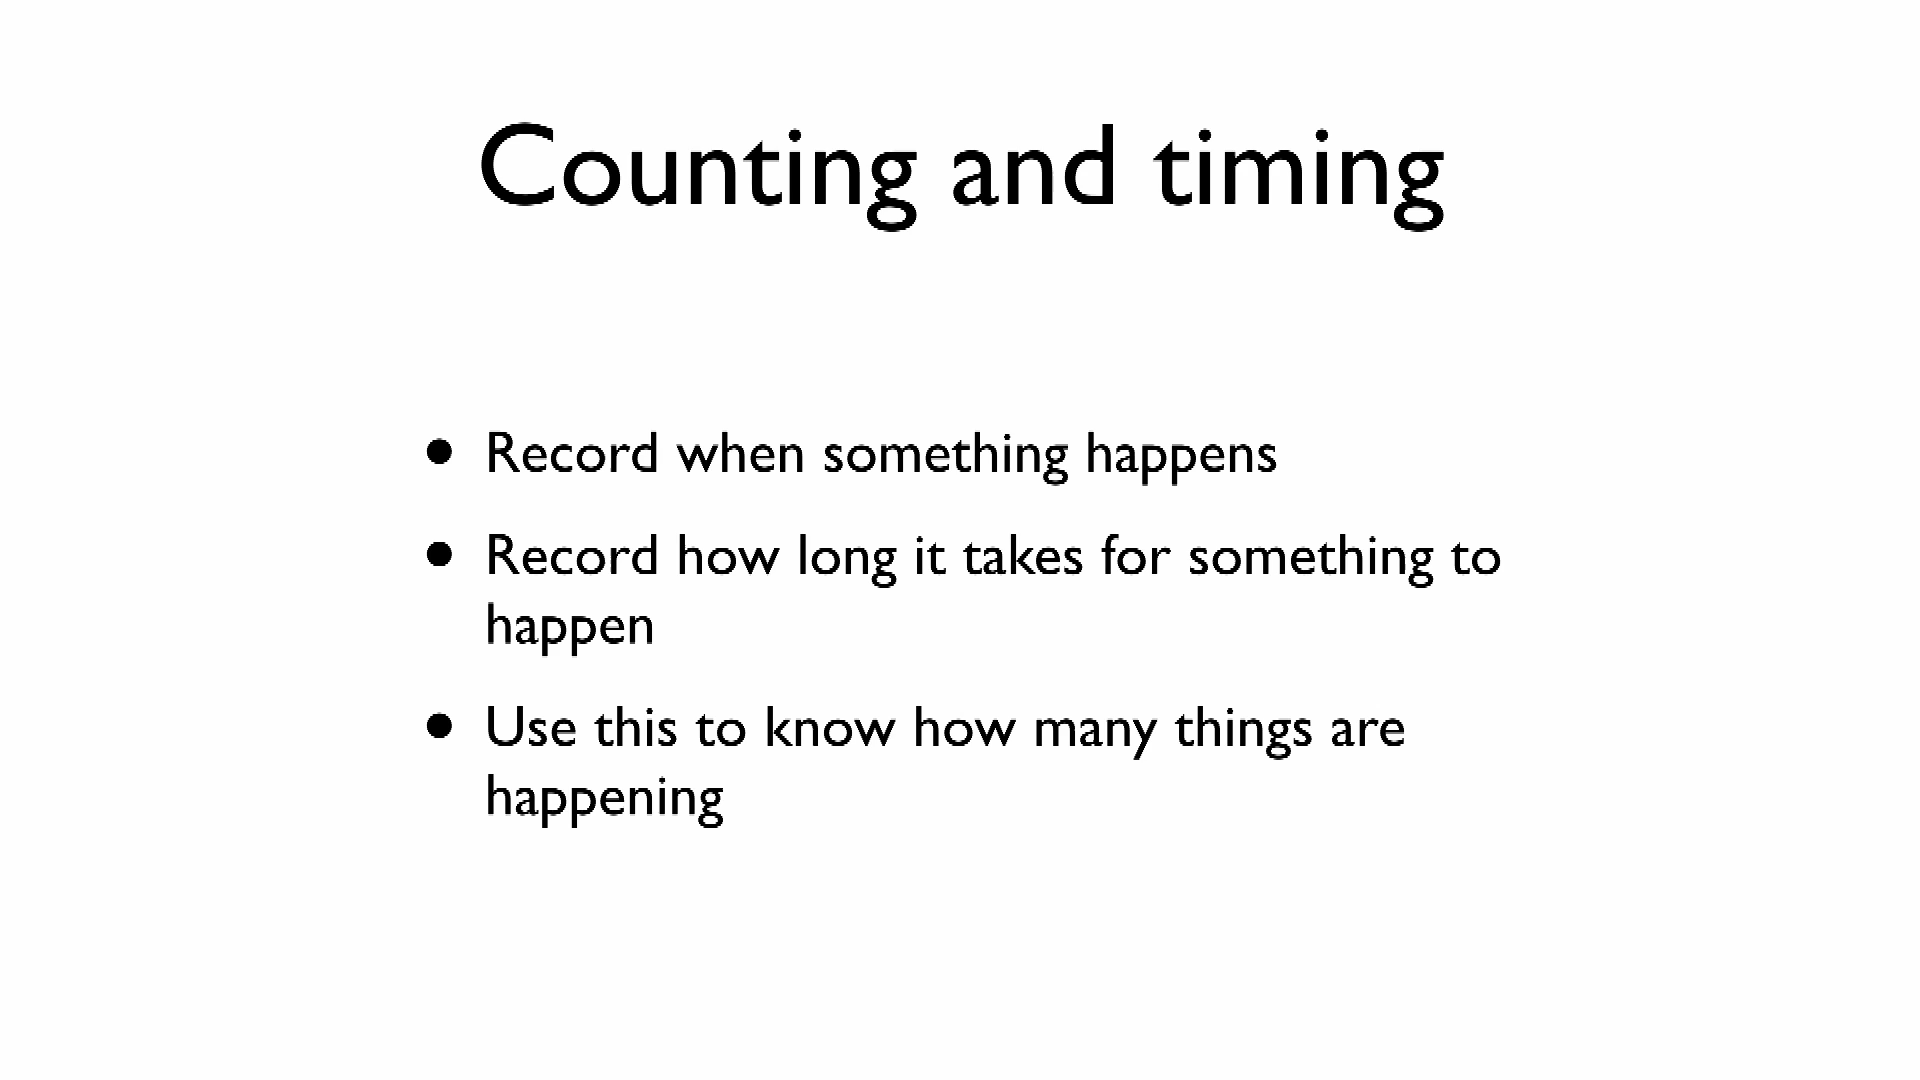 Counting and timing
• Record when something happens
• Record how long it takes for something to
happen
• Use this to know how many things are
happening